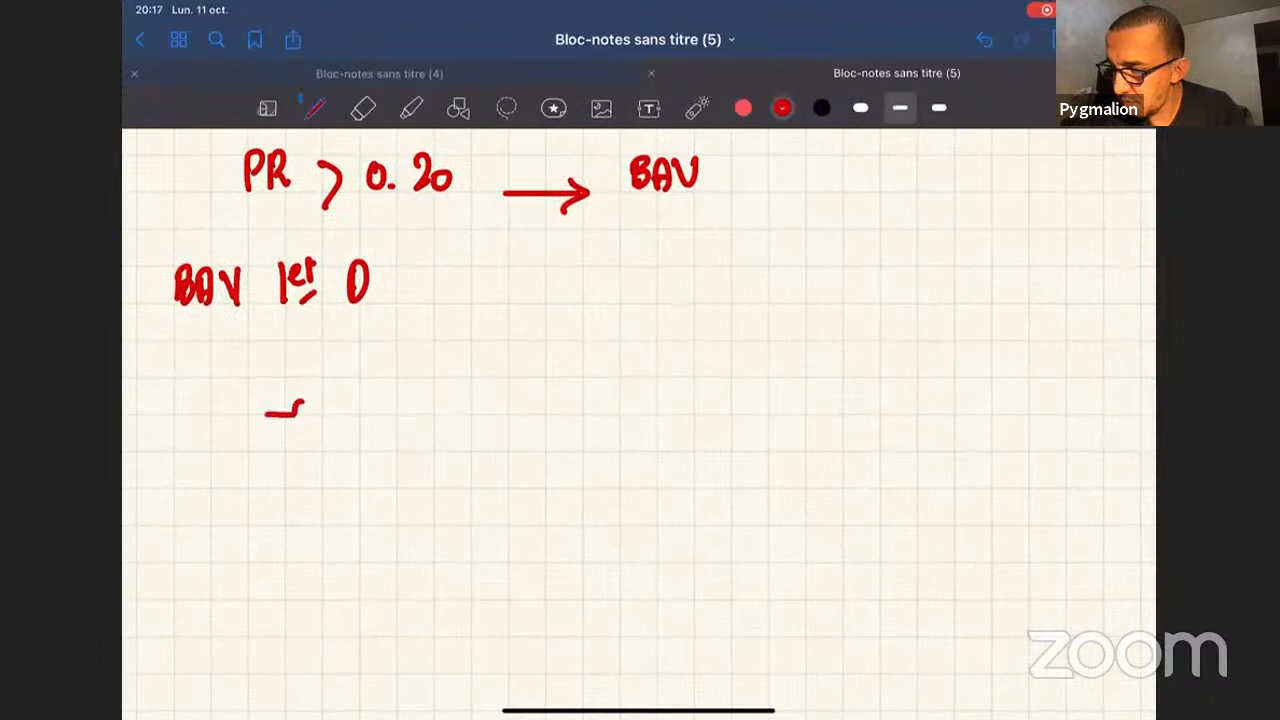 20:17 Lun. 11 oct.
Bloc-notes sans titre (5)
Bloc-notes sans titre (4)
Bloc-notes sans titre (5)
Pygmalion
PR > 0.20 → BAV
BAV 1er D
zoom